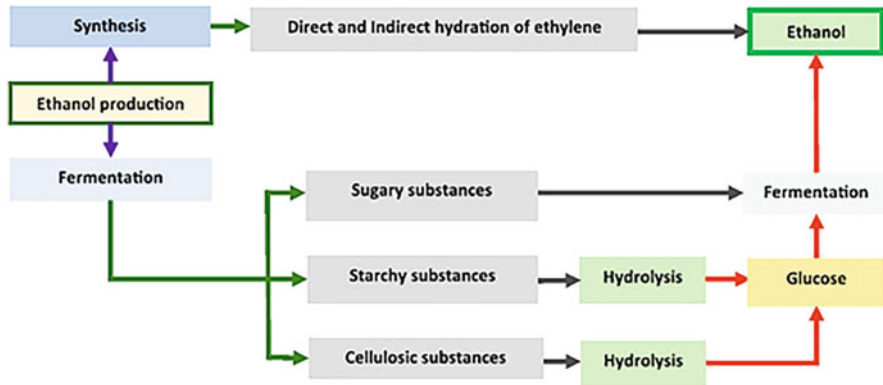 Synthesis
Direct and Indirect hydration of ethylene
Ethanol
Ethanol production
Fermentation
Sugary substances
Fermentation
Starchy substances
Hydrolysis
Glucose
Cellulosic substances
Hydrolysis